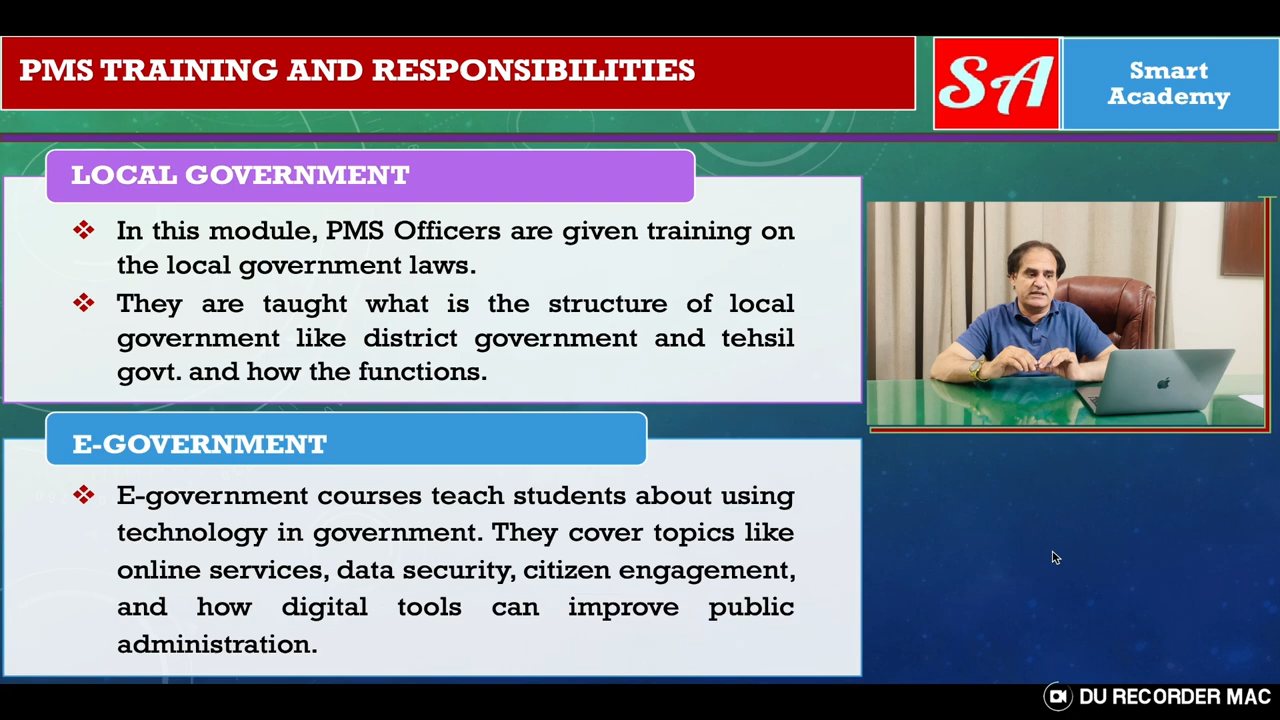 PMS TRAINING AND RESPONSIBILITIES
SA
Smart
Academy
LOCAL GOVERNMENT
In this module, PMS Officers are given training on
the local government laws.
They are taught what is the structure of local
government like district government and tehsil
govt. and how the functions.
E-GOVERNMENT
E-government courses teach students about using
technology in government. They cover topics like
online services, data security, citizen engagement,
and how digital tools can improve public
administration.
DU RECORDER MAC